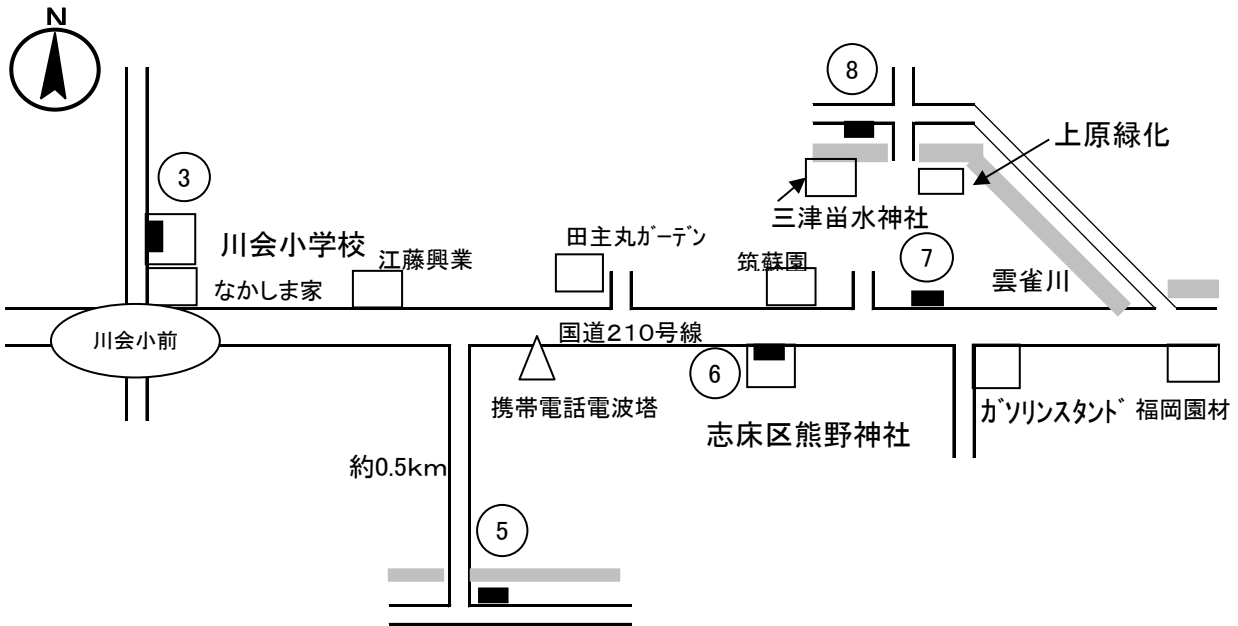 N
8
上原緑化
3
三津留水神社
川会小学校
田主丸ｶﾞｰﾃﾞﾝ
江藤興業
筑蘇園
7
なかしま家
雲雀川
川会小前
国道210号線
6
携帯電話電波塔
ｶﾞｿﾘﾝｽﾀﾝﾄﾞ
福岡園材
志床区熊野神社
約0.5km
5